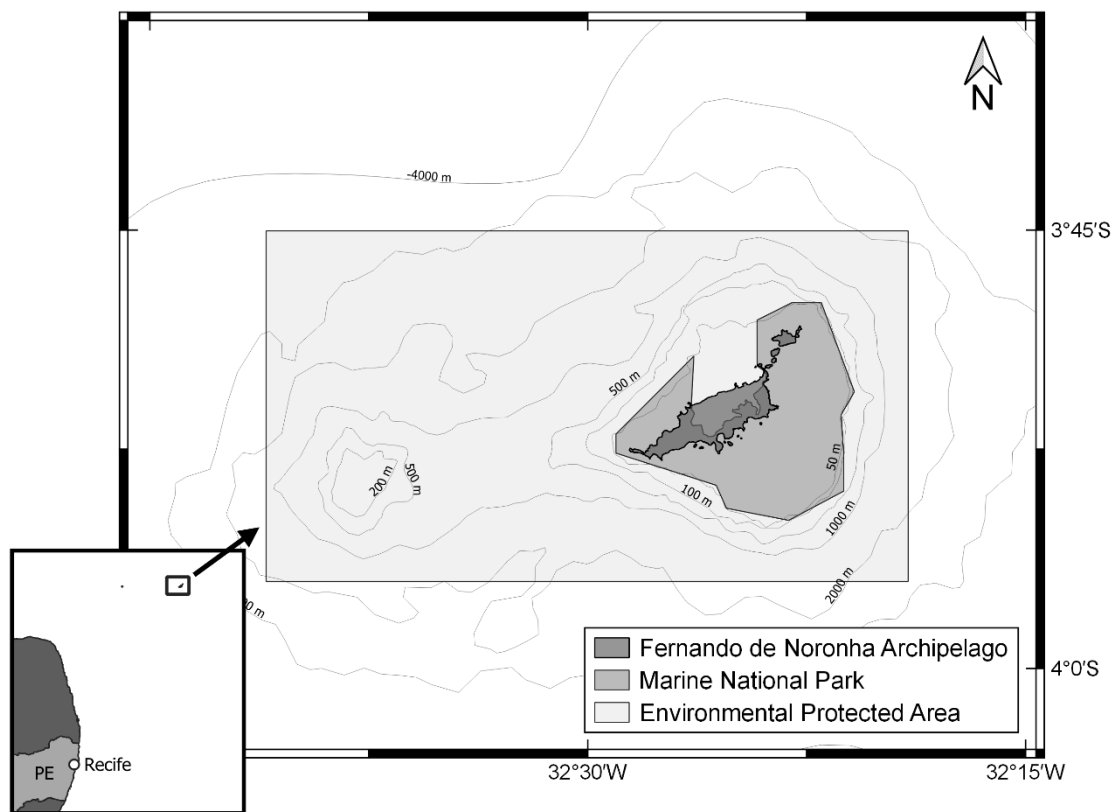 N
-4000 m
3°45'S
500 m
200 m
500 m
50 m
100 m
1000 m
2000 m
Fernando de Noronha Archipelago
Marine National Park
Environmental Protected Area
4°0'S
PE
Recife
32°30'W
32°15'W